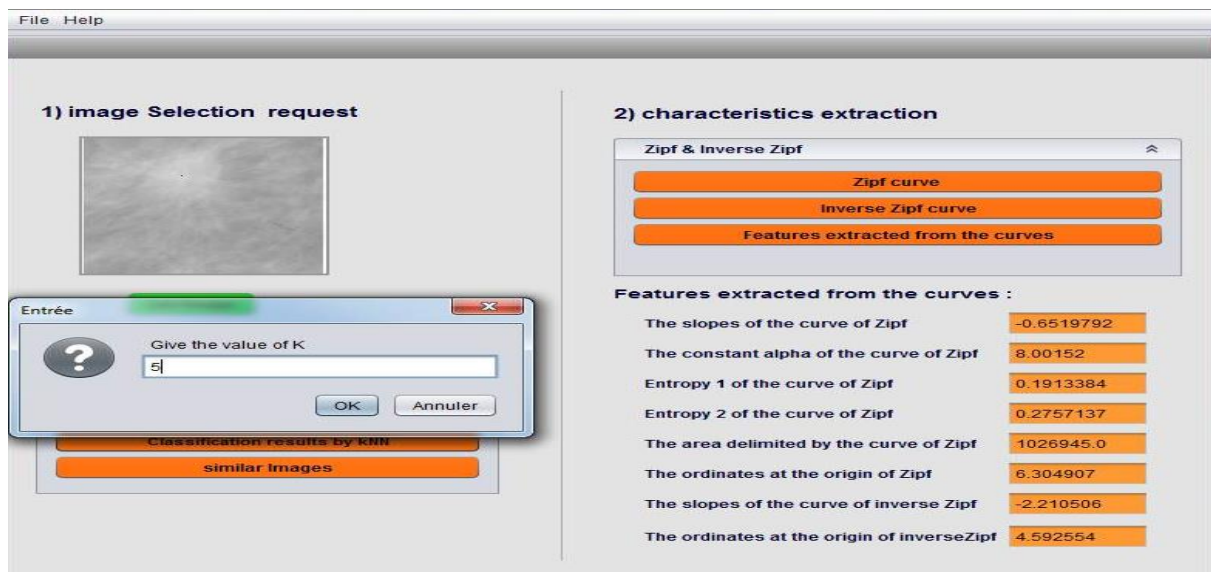 File Help
1) image Selection request
Entrée
Give the value of K
5
OK Annuler
Classification results by kNN
similar Images
2) characteristics extraction
Zipf & Inverse Zipf
Zipf curve
Inverse Zipf curve
Features extracted from the curves
Features extracted from the curves :
The slopes of the curve of Zipf -0.6519792
The constant alpha of the curve of Zipf 8.00152
Entropy 1 of the curve of Zipf 0.1913384
Entropy 2 of the curve of Zipf 0.2757137
The area delimited by the curve of Zipf 1026945.0
The ordinates at the origin of Zipf 6.304907
The slopes of the curve of inverse Zipf -2.210506
The ordinates at the origin of inverseZipf 4.592554